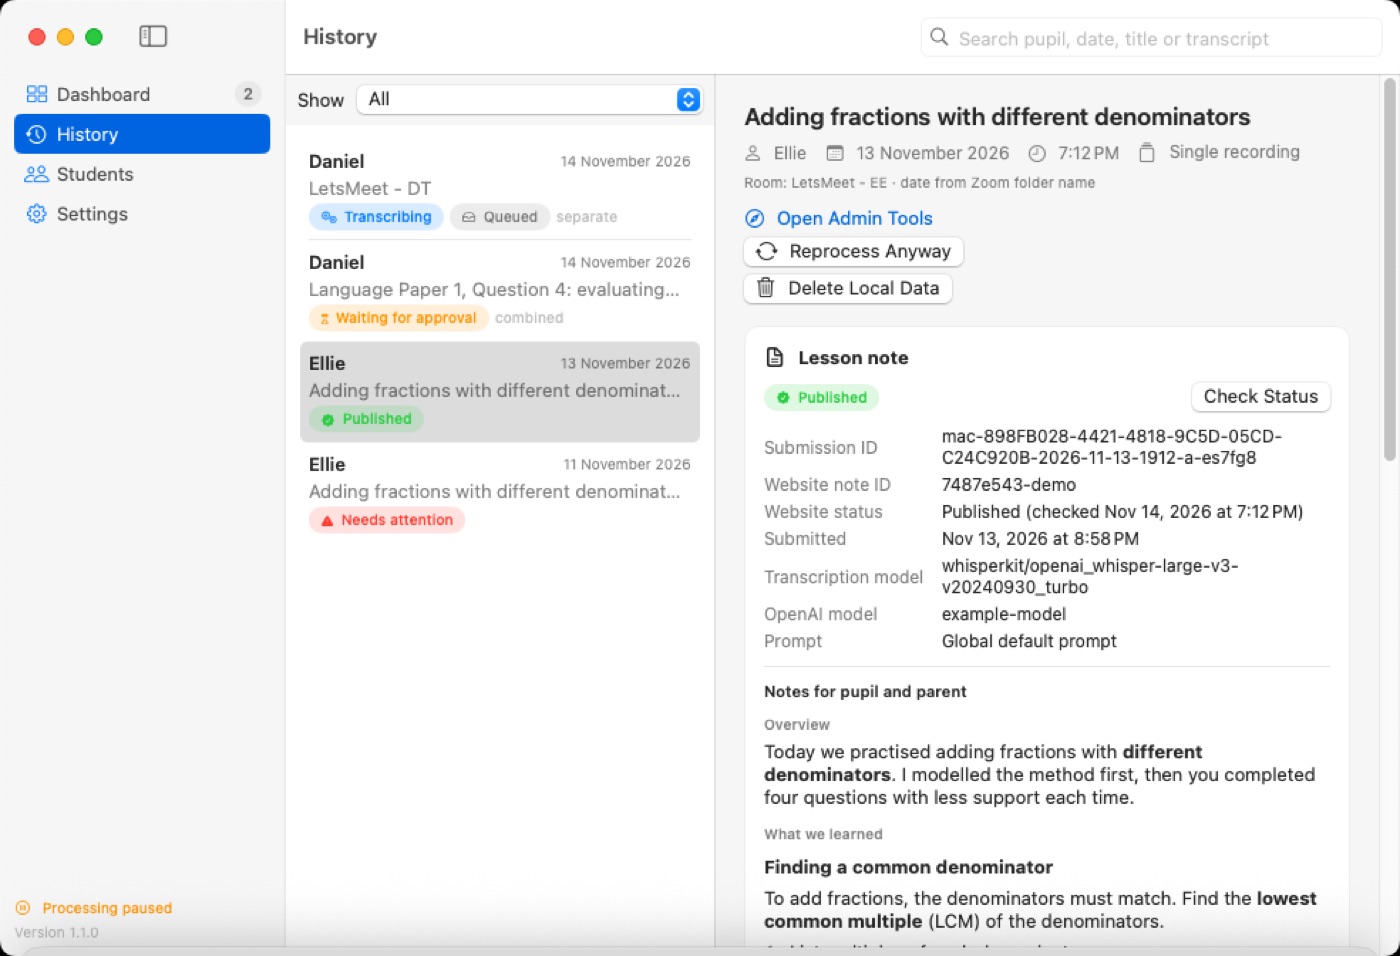 History
Search pupil, date, title or transcript
Dashboard 2
History
Students
Settings
Processing paused
Version 1.1.0
Show All
Daniel 14 November 2026
LetsMeet - DT
Transcribing Queued separate
Daniel 14 November 2026
Language Paper 1, Question 4: evaluating...
Waiting for approval combined
Ellie 13 November 2026
Adding fractions with different denominat...
Published
Ellie 11 November 2026
Adding fractions with different denominat...
Needs attention
Adding fractions with different denominators
Ellie 13 November 2026 7:12 PM Single recording
Room: LetsMeet - EE · date from Zoom folder name
Open Admin Tools
Reprocess Anyway
Delete Local Data
Lesson note
Published Check Status
Submission ID mac-898FB028-4421-4818-9C5D-05CD-
C24C920B-2026-11-13-1912-a-es7fg8
Website note ID 7487e543-demo
Website status Published (checked Nov 14, 2026 at 7:12 PM)
Submitted Nov 13, 2026 at 8:58 PM
Transcription model whisperkit/openai_whisper-large-v3-
v20240930_turbo
OpenAI model example-model
Prompt Global default prompt
Notes for pupil and parent
Overview
Today we practised adding fractions with different
denominators. I modelled the method first, then you completed
four questions with less support each time.
What we learned
Finding a common denominator
To add fractions, the denominators must match. Find the lowest
common multiple (LCM) of the denominators.